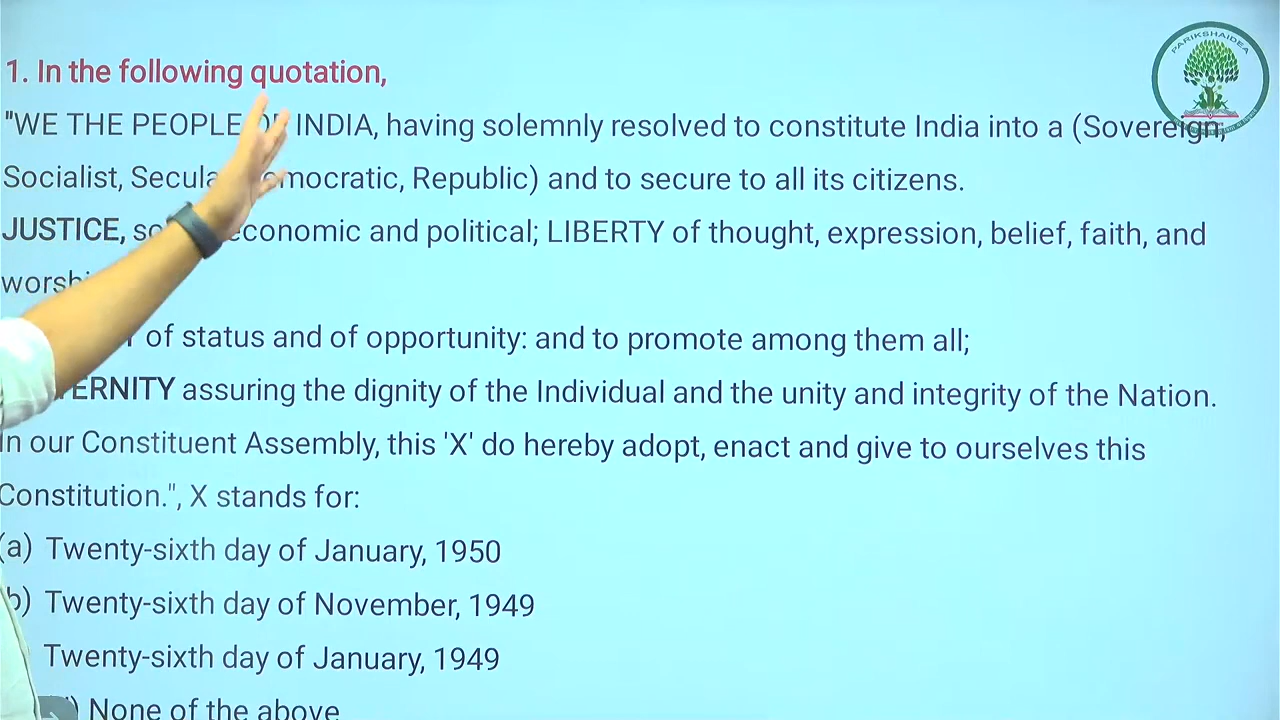 PARIKSHAIDEA
1. In the following quotation,
"WE THE PEOPLE OF INDIA, having solemnly resolved to constitute India into a (Sovereign,
Socialist, Secula mocratic, Republic) and to secure to all its citizens.
JUSTICE, economic and political; LIBERTY of thought, expression, belief, faith, and
worshi
of status and of opportunity: and to promote among them all;
ERNITY assuring the dignity of the Individual and the unity and integrity of the Nation.
In our Constituent Assembly, this 'X' do hereby adopt, enact and give to ourselves this
Constitution.", X stands for:
(a) Twenty-sixth day of January, 1950
b) Twenty-sixth day of November, 1949
Twenty-sixth day of January, 1949
) None of the above